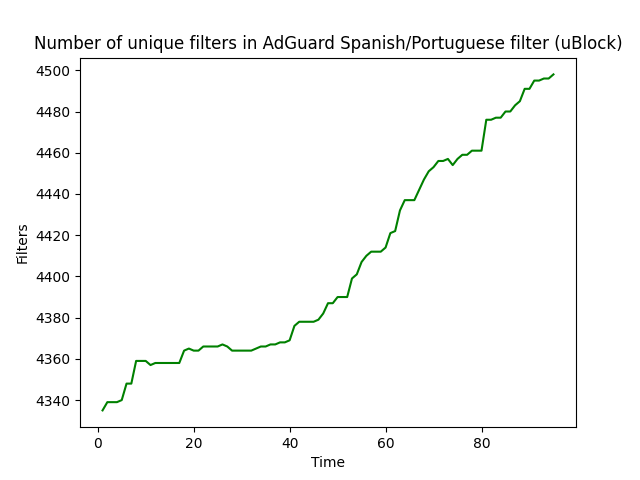 Number of unique filters in AdGuard Spanish/Portuguese filter (uBlock)
4500
4480
4460
4440
4420
4400
4380
4360
4340
Filters
0 20 40 60 80
Time